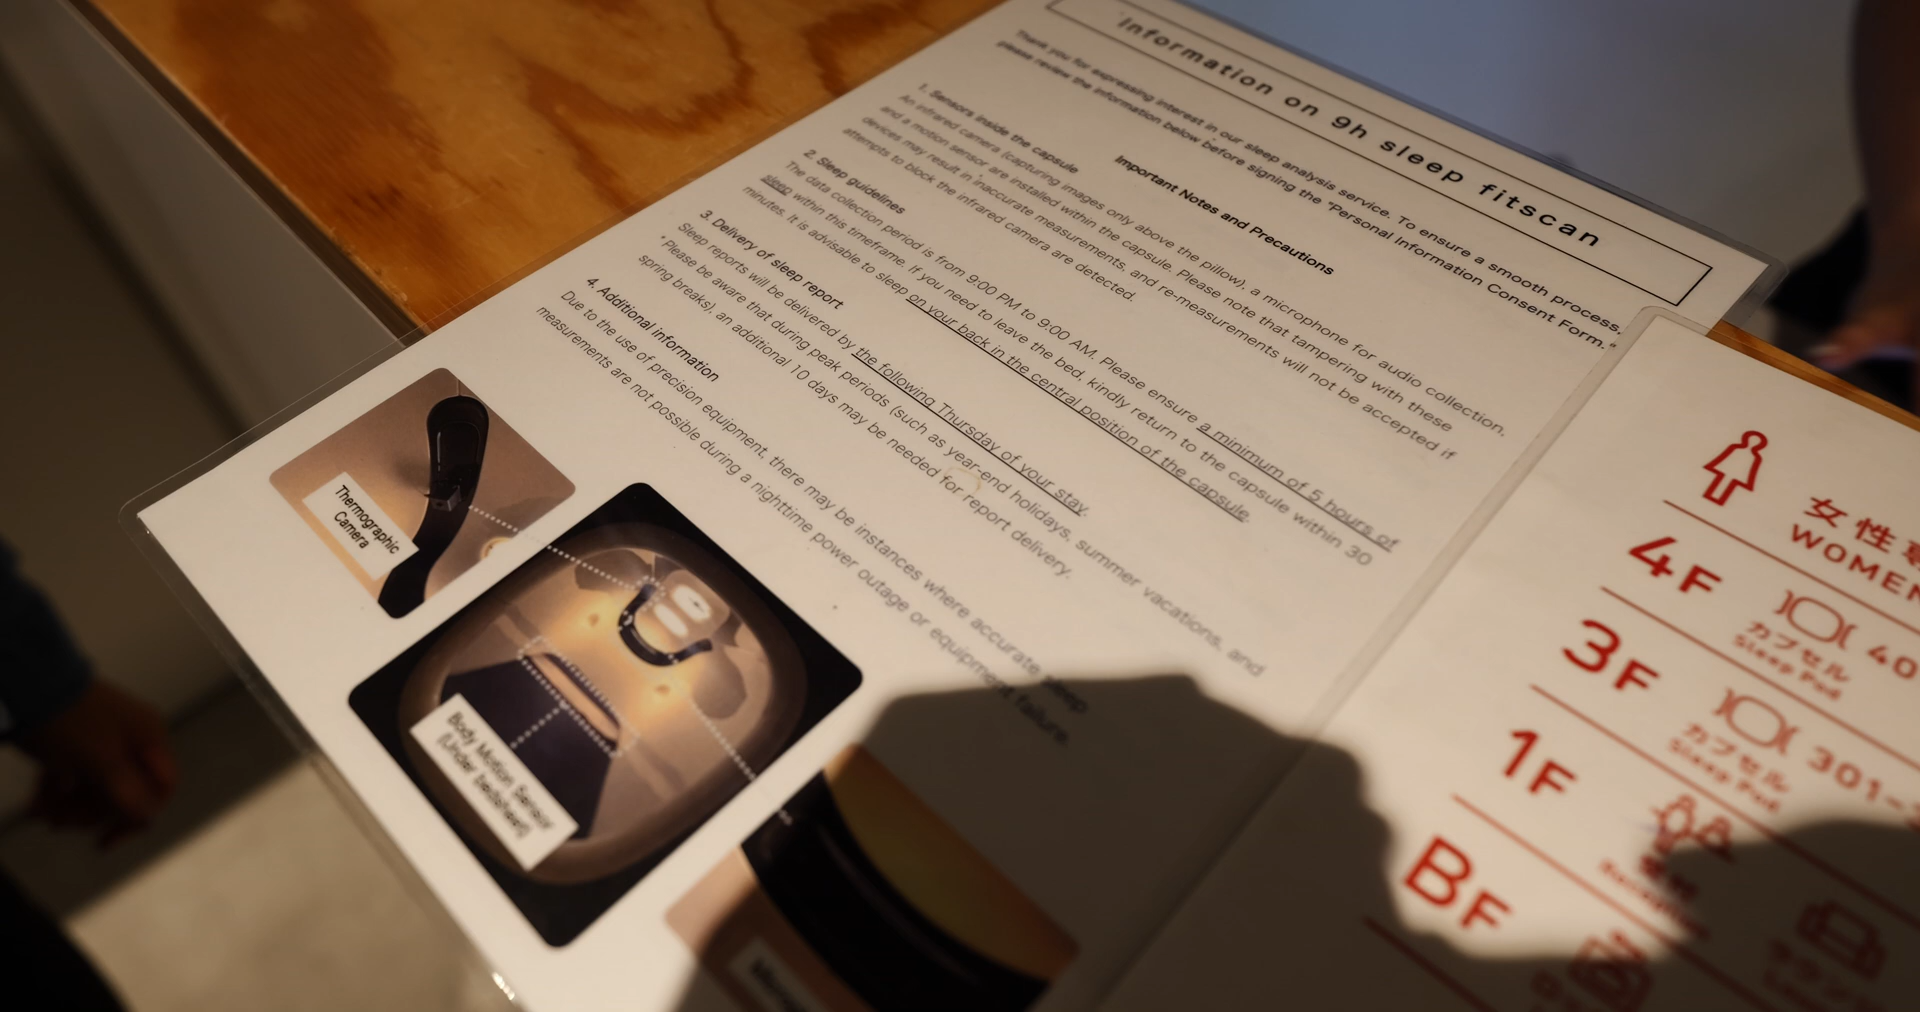 Information on 9h sleep fitscan
Thank you for expressing interest in our sleep analysis service. To ensure a smooth process,
please review the information below before signing the "Personal Information Consent Form."
Important Notes and Precautions
1. Sensors inside the capsule
An infrared camera (capturing images only above the pillow), a microphone for audio collection,
and a motion sensor are installed within the capsule. Please note that tampering with these
devices may result in inaccurate measurements, and re-measurements will not be accepted if
attempts to block the infrared camera are detected.
2. Sleep guidelines
The data collection period is from 9:00 PM to 9:00 AM. Please ensure a minimum of 5 hours of
sleep within this timeframe. If you need to leave the bed, kindly return to the capsule within 30
minutes. It is advisable to sleep on your back in the central position of the capsule.
3. Delivery of sleep report
Sleep reports will be delivered by the following Thursday of your stay.
* Please be aware that during peak periods (such as year-end holidays, summer vacations, and
spring breaks), an additional 10 days may be needed for report delivery.
4. Additional information
Due to the use of precision equipment, there may be instances where accurate sleep
measurements are not possible during a nighttime power outage or equipment failure.
Thermographic
Camera
Body Motion Sensor
(Under bedsheet)
女性
WOMEN
4F
カプセル
Sleep Pod
40
3F
カプセル
Sleep Pod
301-
1F
BF